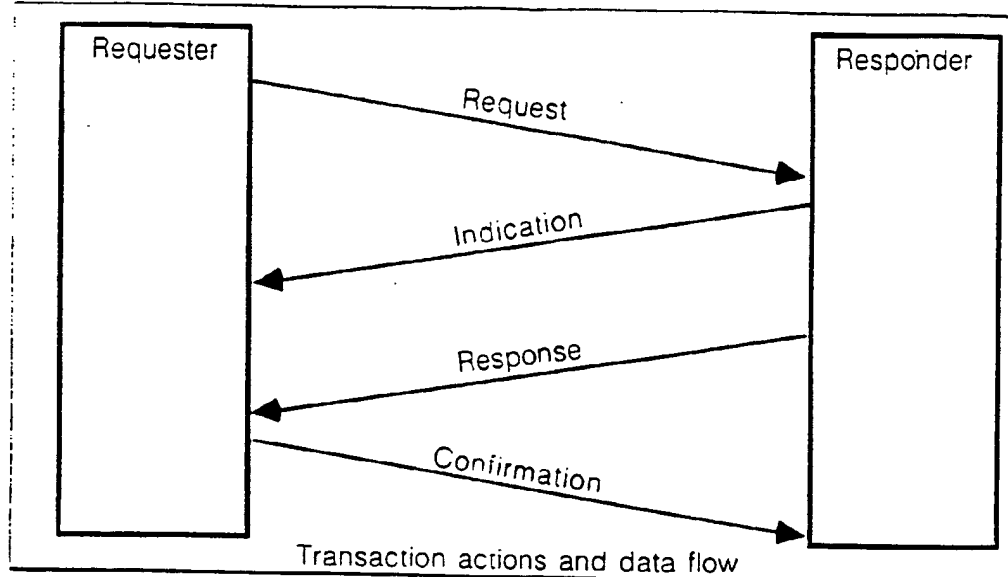 Requester
Responder
Request
Indication
Response
Confirmation
Transaction actions and data flow